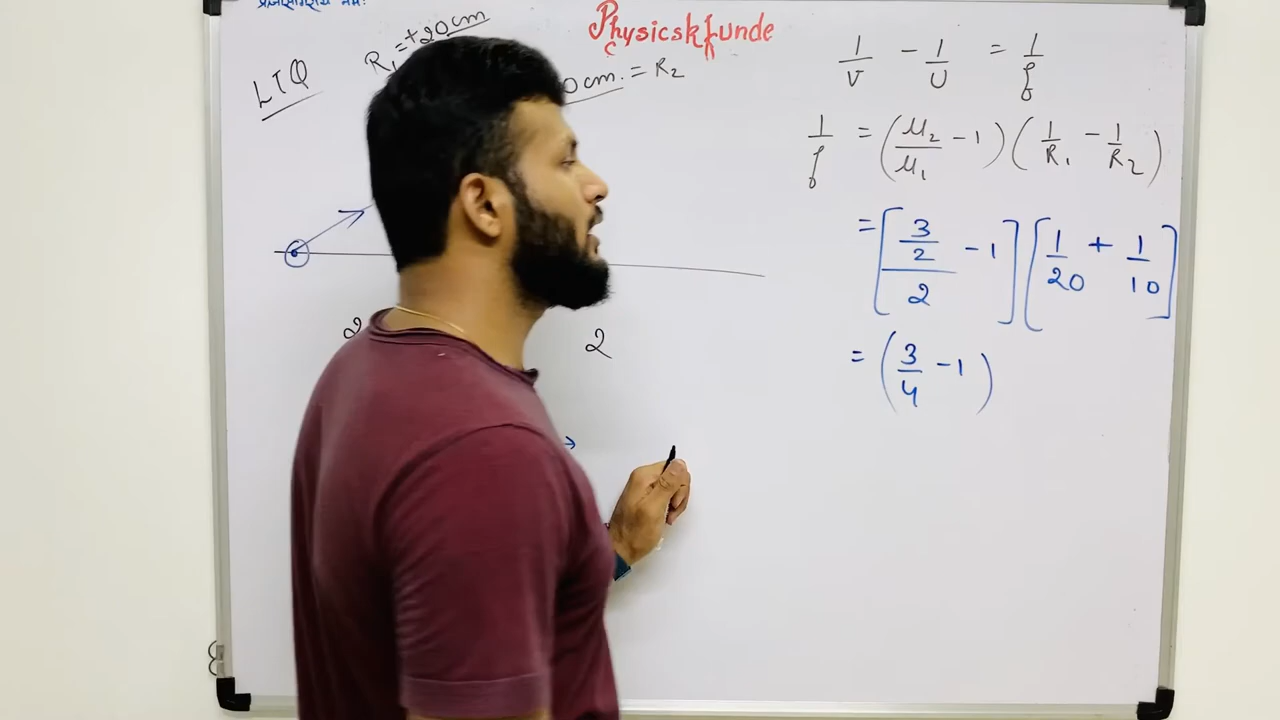 Physicskfunde
c
LTQ
R₁=+20cm
0cm. = R₂
2
2
1/v - 1/u = 1/f
1/f = (μ₂/μ₁ - 1)(1/R₁ - 1/R₂)
= [(3/2)/2 - 1][1/20 + 1/10]
= (3/4 - 1)